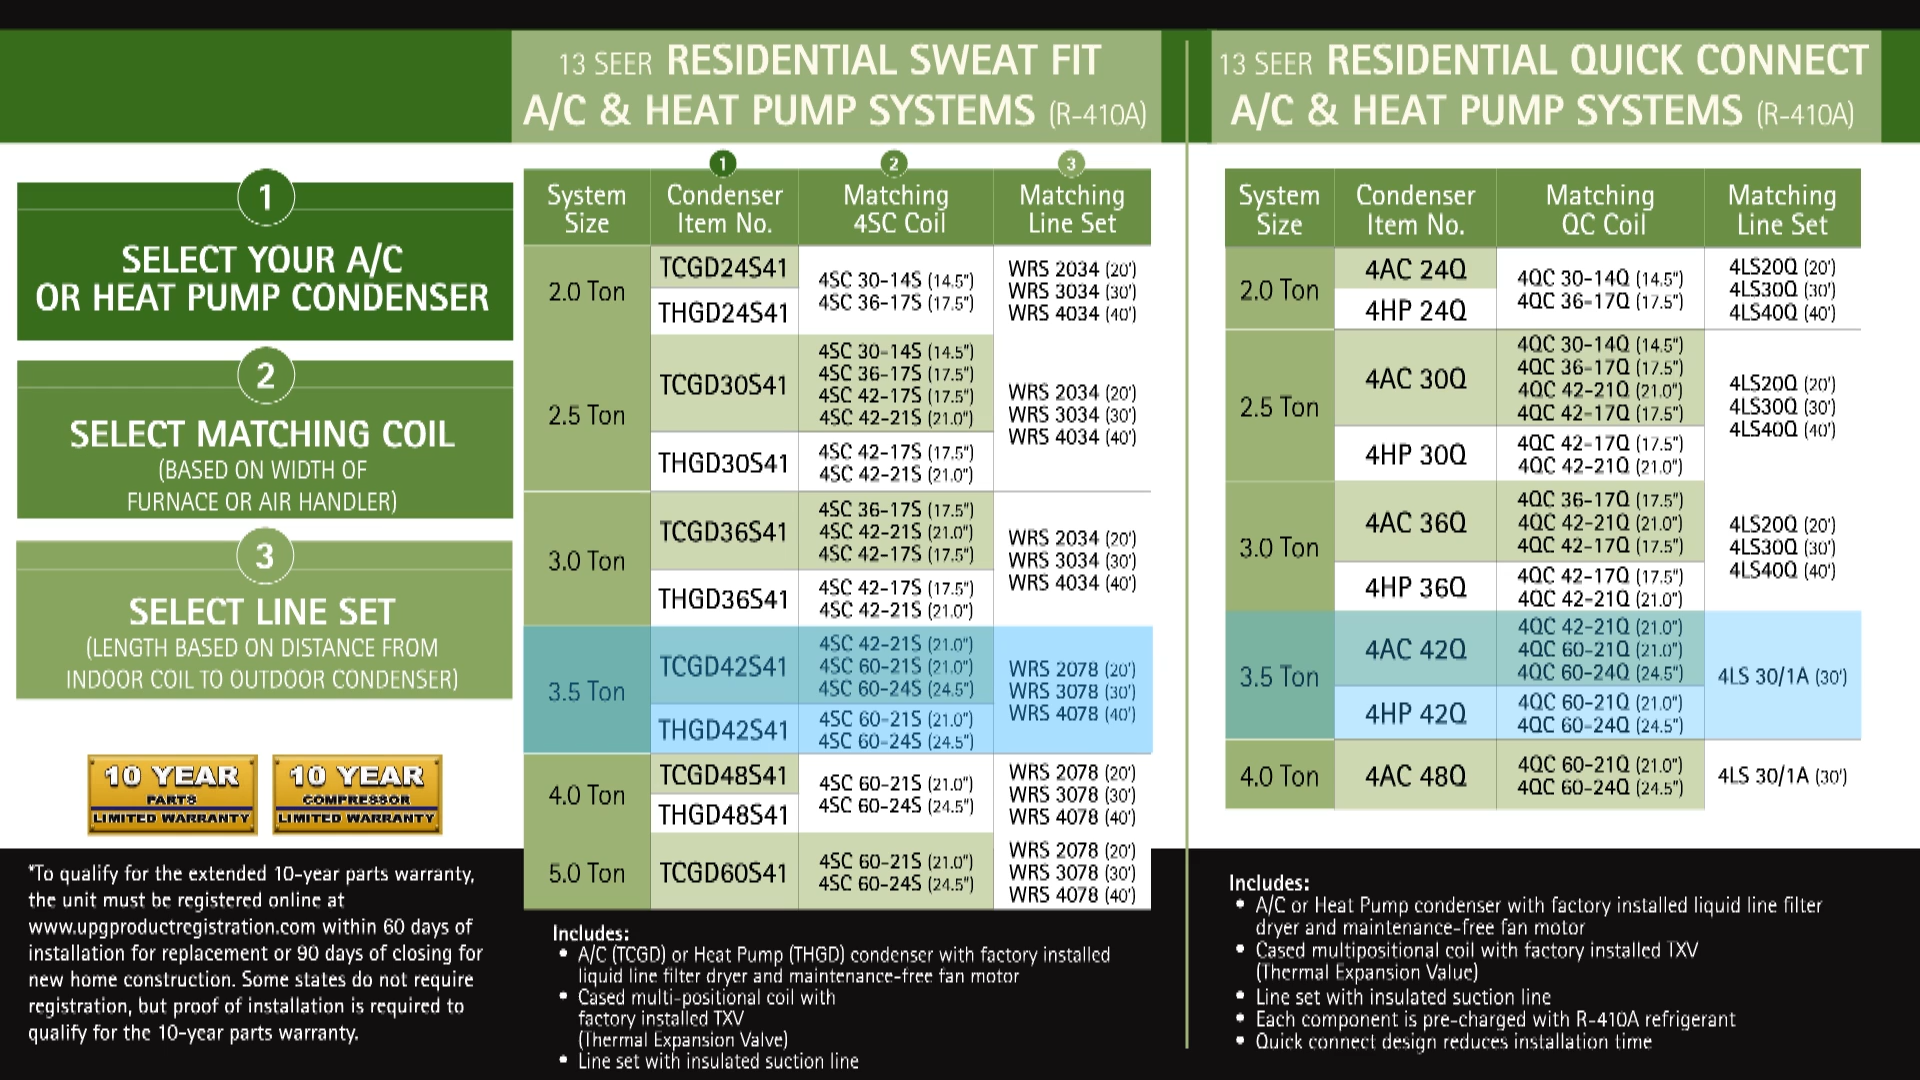 13 SEER RESIDENTIAL SWEAT FIT
A/C & HEAT PUMP SYSTEMS (R-410A)
13 SEER RESIDENTIAL QUICK CONNECT
A/C & HEAT PUMP SYSTEMS (R-410A)
1
SELECT YOUR A/C
OR HEAT PUMP CONDENSER
2
SELECT MATCHING COIL
(BASED ON WIDTH OF
FURNACE OR AIR HANDLER)
3
SELECT LINE SET
(LENGTH BASED ON DISTANCE FROM
INDOOR COIL TO OUTDOOR CONDENSER)
10 YEAR
PARTS
LIMITED WARRANTY
10 YEAR
COMPRESSOR
LIMITED WARRANTY
*To qualify for the extended 10-year parts warranty,
the unit must be registered online at
www.upgproductregistration.com within 60 days of
installation for replacement or 90 days of closing for
new home construction. Some states do not require
registration, but proof of installation is required to
qualify for the 10-year parts warranty.
1 2 3
System Size
Condenser Item No.
Matching 4SC Coil
Matching Line Set
2.0 Ton
TCGD24S41
THGD24S41
4SC 30-14S (14.5")
4SC 36-17S (17.5")
WRS 2034 (20')
WRS 3034 (30')
WRS 4034 (40')
2.5 Ton
TCGD30S41
4SC 30-14S (14.5")
4SC 36-17S (17.5")
4SC 42-17S (17.5")
4SC 42-21S (21.0")
THGD30S41
4SC 42-17S (17.5")
4SC 42-21S (21.0")
WRS 2034 (20')
WRS 3034 (30')
WRS 4034 (40')
3.0 Ton
TCGD36S41
4SC 36-17S (17.5")
4SC 42-21S (21.0")
4SC 42-17S (17.5")
THGD36S41
4SC 42-17S (17.5")
4SC 42-21S (21.0")
WRS 2034 (20')
WRS 3034 (30')
WRS 4034 (40')
3.5 Ton
TCGD42S41
4SC 42-21S (21.0")
4SC 60-21S (21.0")
4SC 60-24S (24.5")
THGD42S41
4SC 60-21S (21.0")
4SC 60-24S (24.5")
WRS 2078 (20')
WRS 3078 (30')
WRS 4078 (40')
4.0 Ton
TCGD48S41
THGD48S41
4SC 60-21S (21.0")
4SC 60-24S (24.5")
WRS 2078 (20')
WRS 3078 (30')
WRS 4078 (40')
5.0 Ton
TCGD60S41
4SC 60-21S (21.0")
4SC 60-24S (24.5")
WRS 2078 (20')
WRS 3078 (30')
WRS 4078 (40')
Includes:
• A/C (TCGD) or Heat Pump (THGD) condenser with factory installed
liquid line filter dryer and maintenance-free fan motor
• Cased multi-positional coil with
factory installed TXV
(Thermal Expansion Valve)
• Line set with insulated suction line
System Size
Condenser Item No.
Matching QC Coil
Matching Line Set
2.0 Ton
4AC 24Q
4HP 24Q
4QC 30-14Q (14.5")
4QC 36-17Q (17.5")
4LS20Q (20')
4LS30Q (30')
4LS40Q (40')
2.5 Ton
4AC 30Q
4QC 30-14Q (14.5")
4QC 36-17Q (17.5")
4QC 42-21Q (21.0")
4QC 42-17Q (17.5")
4HP 30Q
4QC 42-17Q (17.5")
4QC 42-21Q (21.0")
4LS20Q (20')
4LS30Q (30')
4LS40Q (40')
3.0 Ton
4AC 36Q
4QC 36-17Q (17.5")
4QC 42-21Q (21.0")
4QC 42-17Q (17.5")
4HP 36Q
4QC 42-17Q (17.5")
4QC 42-21Q (21.0")
4LS20Q (20')
4LS30Q (30')
4LS40Q (40')
3.5 Ton
4AC 42Q
4QC 42-21Q (21.0")
4QC 60-21Q (21.0")
4QC 60-24Q (24.5")
4HP 42Q
4QC 60-21Q (21.0")
4QC 60-24Q (24.5")
4LS 30/1A (30')
4.0 Ton
4AC 48Q
4QC 60-21Q (21.0")
4QC 60-24Q (24.5")
4LS 30/1A (30')
Includes:
• A/C or Heat Pump condenser with factory installed liquid line filter
dryer and maintenance-free fan motor
• Cased multipositional coil with factory installed TXV
(Thermal Expansion Value)
• Line set with insulated suction line
• Each component is pre-charged with R-410A refrigerant
• Quick connect design reduces installation time